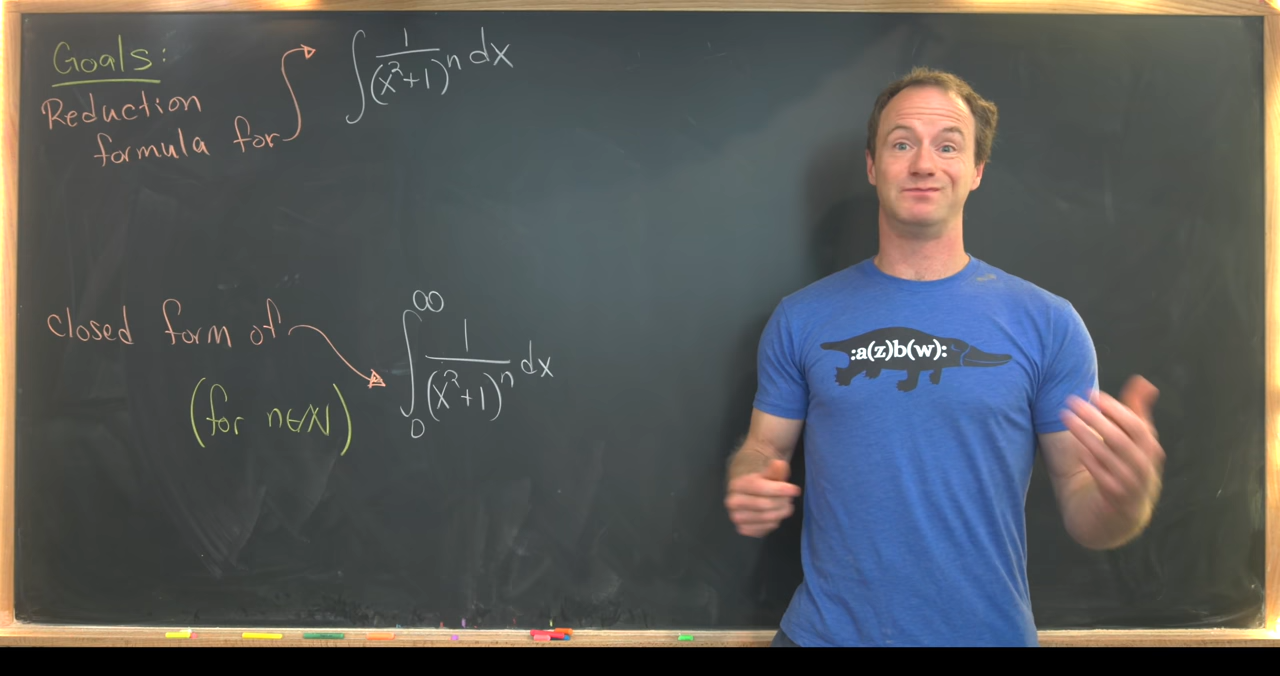 Goals:
Reduction
formula for
∫ 1/(x²+1)ⁿ dx
closed form of
(for n∈ℕ)
∫₀^∞ 1/(x²+1)ⁿ dx
:a(z)b(w):